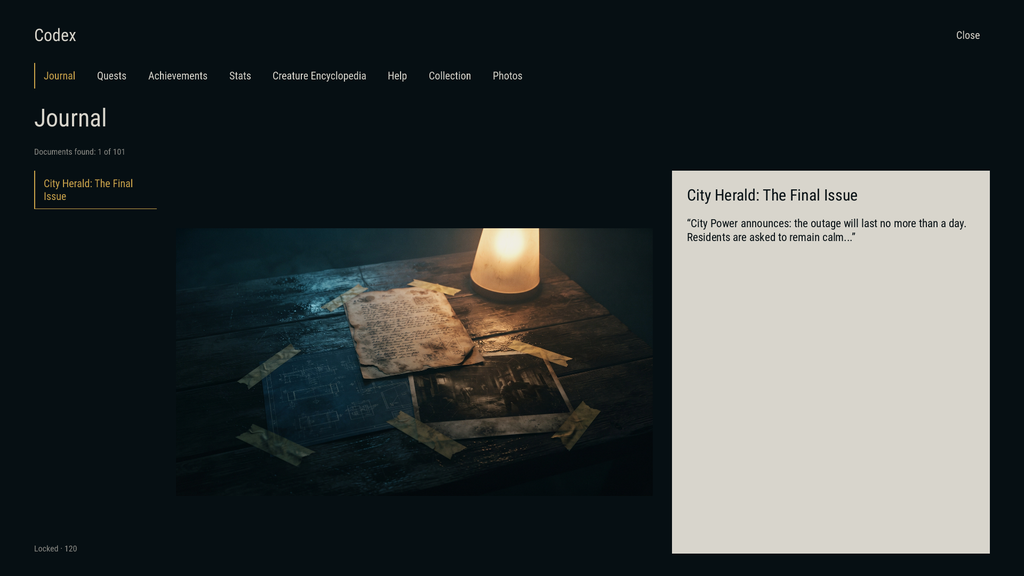 Codex
Close
Journal Quests Achievements Stats Creature Encyclopedia Help Collection Photos
Journal
Documents found: 1 of 101
City Herald: The Final
Issue
City Herald: The Final Issue
“City Power announces: the outage will last no more than a day.
Residents are asked to remain calm...”
Locked · 120